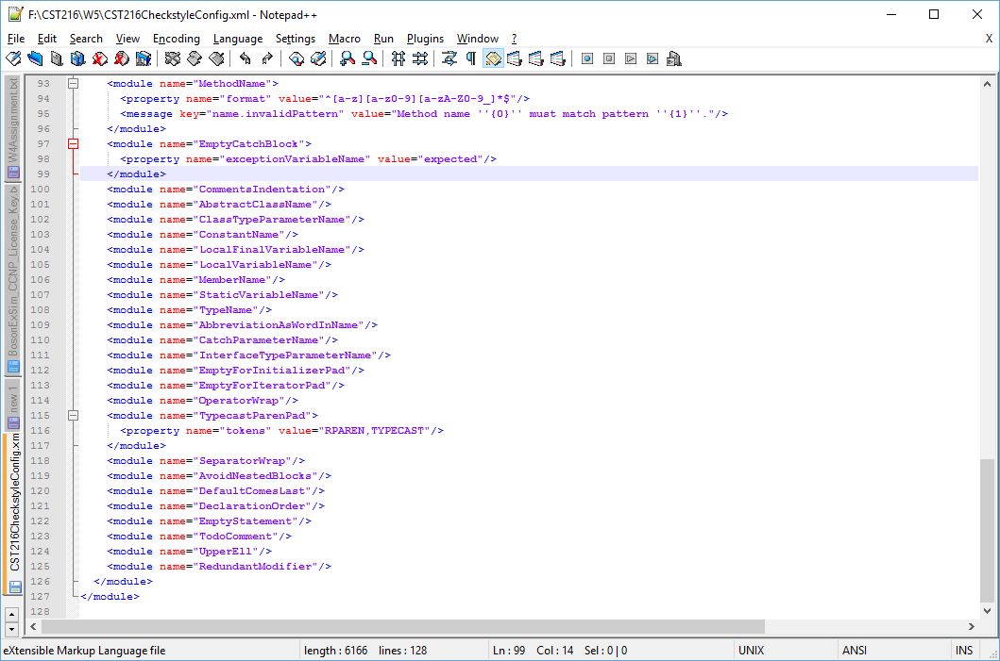 F:\CST216\W5\CST216CheckstyleConfig.xml - Notepad++
File Edit Search View Encoding Language Settings Macro Run Plugins Window ? X
W4Assignment.txt
BosonExSim_CCNP_License_Key.b
new 1
CST216CheckstyleConfig.xm
93 <module name="MethodName">
94 <property name="format" value="^[a-z][a-z0-9][a-zA-Z0-9_]*$"/>
95 <message key="name.invalidPattern" value="Method name ''{0}'' must match pattern ''{1}''."/>
96 </module>
97 <module name="EmptyCatchBlock">
98 <property name="exceptionVariableName" value="expected"/>
99 </module>
100 <module name="CommentsIndentation"/>
101 <module name="AbstractClassName"/>
102 <module name="ClassTypeParameterName"/>
103 <module name="ConstantName"/>
104 <module name="LocalFinalVariableName"/>
105 <module name="LocalVariableName"/>
106 <module name="MemberName"/>
107 <module name="StaticVariableName"/>
108 <module name="TypeName"/>
109 <module name="AbbreviationAsWordInName"/>
110 <module name="CatchParameterName"/>
111 <module name="InterfaceTypeParameterName"/>
112 <module name="EmptyForInitializerPad"/>
113 <module name="EmptyForIteratorPad"/>
114 <module name="OperatorWrap"/>
115 <module name="TypecastParenPad">
116 <property name="tokens" value="RPAREN,TYPECAST"/>
117 </module>
118 <module name="SeparatorWrap"/>
119 <module name="AvoidNestedBlocks"/>
120 <module name="DefaultComesLast"/>
121 <module name="DeclarationOrder"/>
122 <module name="EmptyStatement"/>
123 <module name="TodoComment"/>
124 <module name="UpperEll"/>
125 <module name="RedundantModifier"/>
126 </module>
127 </module>
128
eXtensible Markup Language file length : 6166 lines : 128 Ln : 99 Col : 14 Sel : 0 | 0 UNIX ANSI INS